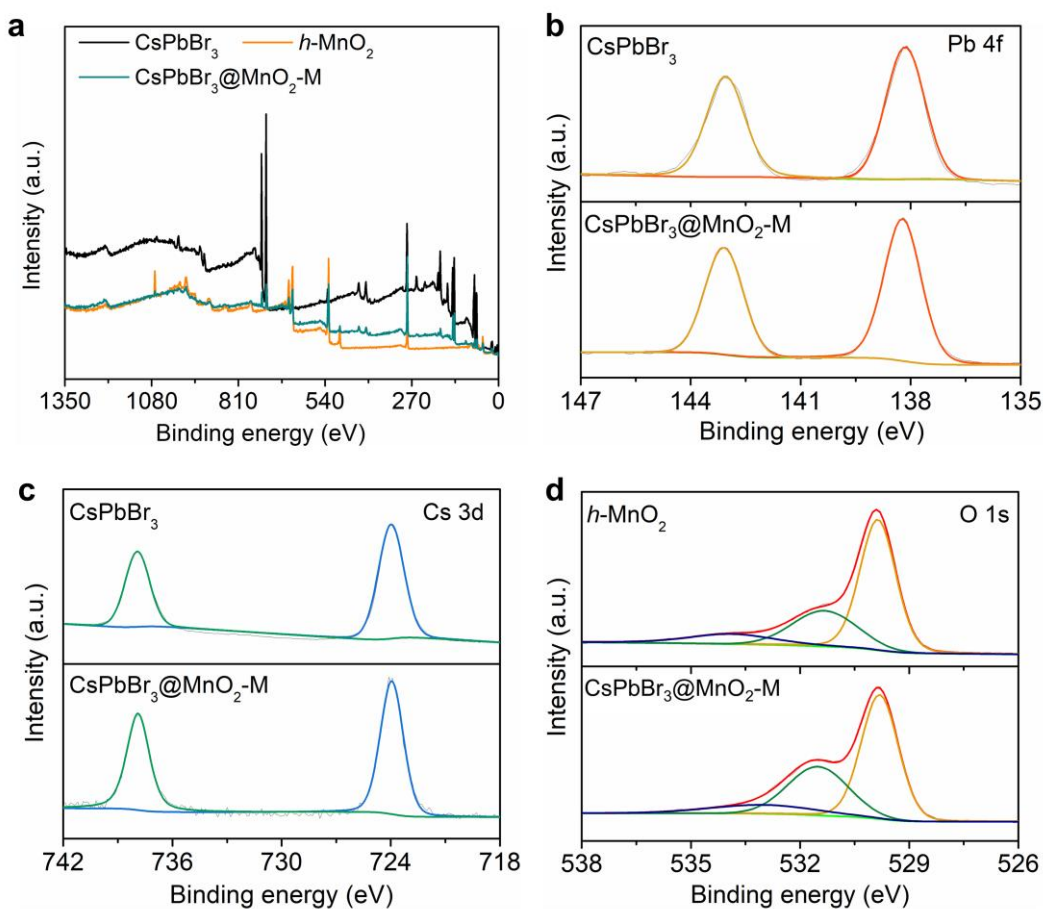 a
CsPbBr₃ h-MnO₂
CsPbBr₃@MnO₂-M
Intensity (a.u.)
1350 1080 810 540 270 0
Binding energy (eV)
b
CsPbBr₃ Pb 4f
CsPbBr₃@MnO₂-M
Intensity (a.u.)
147 144 141 138 135
Binding energy (eV)
c
CsPbBr₃ Cs 3d
CsPbBr₃@MnO₂-M
Intensity (a.u.)
742 736 730 724 718
Binding energy (eV)
d
h-MnO₂ O 1s
CsPbBr₃@MnO₂-M
Intensity (a.u.)
538 535 531 529 526
Binding energy (eV)